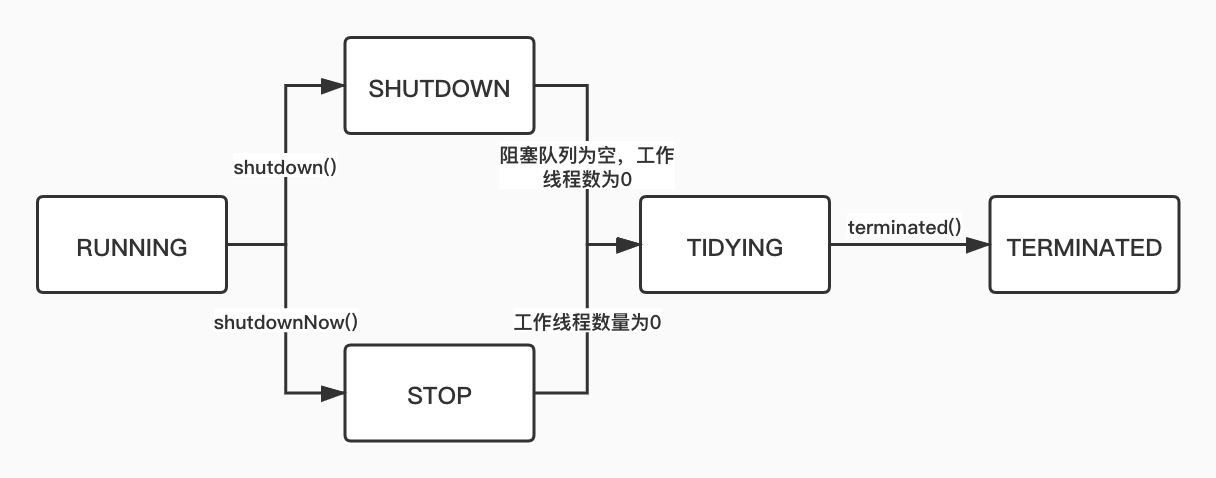 SHUTDOWN
shutdown()
阻塞队列为空，工作
线程数为0
RUNNING
TIDYING
terminated()
TERMINATED
shutdownNow()
工作线程数量为0
STOP